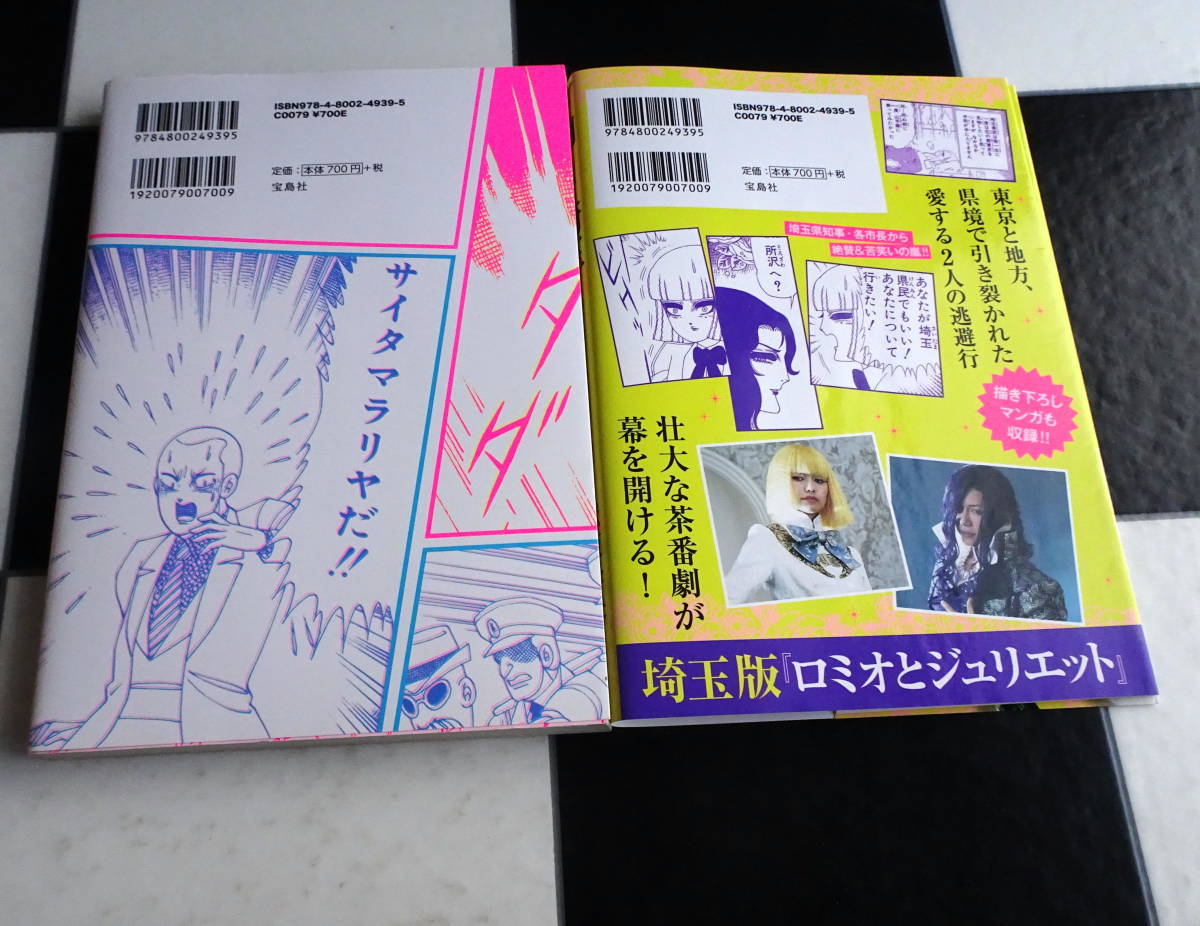 ISBN978-4-8002-4939-5
C0079 ¥700E
9784800249395
1920079007009
定価：本体700円+税
宝島社
ダダ
サイタマラリヤだ!!
ISBN978-4-8002-4939-5
C0079 ¥700E
9784800249395
1920079007009
定価：本体700円+税
宝島社
東京と地方、
県境で引き裂かれた
愛する2人の逃避行
埼玉県知事・各市長から
絶賛&苦笑いの嵐!!
あなたが埼玉
県民でもいい！
あなたについて
行きたい！
所沢へ？
描き下ろし
マンガも
収録!!
壮大な茶番劇が
幕を開ける！
埼玉版『ロミオとジュリエット』